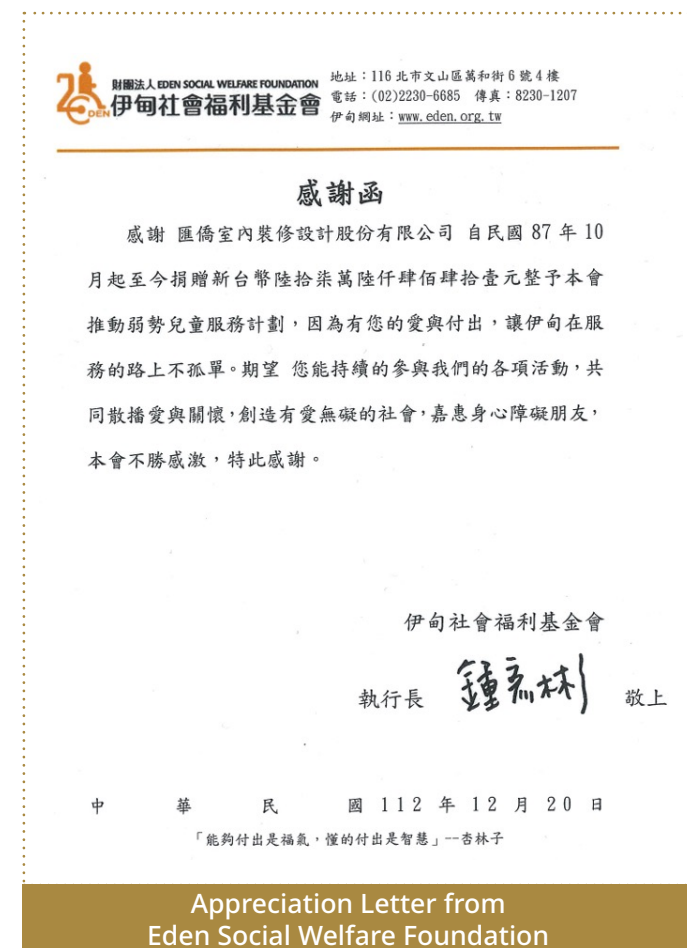 財團法人 EDEN SOCIAL WELFARE FOUNDATION
伊甸社會福利基金會
EDEN
地址：116 北市文山區萬和街 6 號 4 樓
電話：(02)2230-6685 傳真：8230-1207
伊甸網址：www.eden.org.tw
感謝函
感謝 匯僑室內裝修設計股份有限公司 自民國 87 年 10
月起至今捐贈新台幣陸拾柒萬陸仟肆佰肆拾壹元整予本會
推動弱勢兒童服務計劃，因為有您的愛與付出，讓伊甸在服
務的路上不孤單。期望 您能持續的參與我們的各項活動，共
同散播愛與關懷，創造有愛無礙的社會，嘉惠身心障礙朋友，
本會不勝感激，特此感謝。
伊甸社會福利基金會
執行長 敬上
中 華 民 國 112 年 12 月 20 日
「能夠付出是福氣，懂的付出是智慧」--杏林子
Appreciation Letter from
Eden Social Welfare Foundation